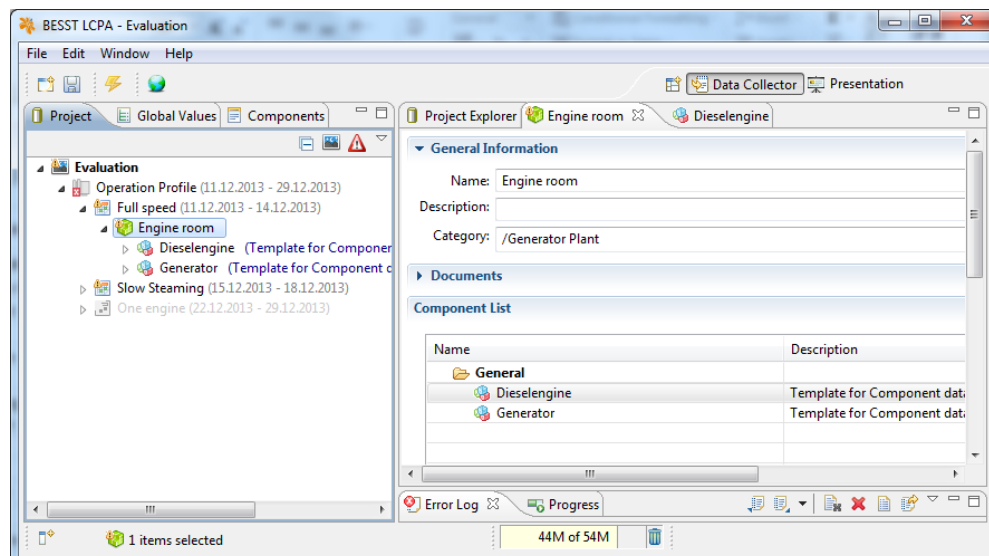 BESST LCPA - Evaluation
File Edit Window Help
Data Collector Presentation
Project Global Values Components
Project Explorer Engine room Dieselengine
Evaluation
Operation Profile (11.12.2013 - 29.12.2013)
Full speed (11.12.2013 - 14.12.2013)
Engine room
Dieselengine (Template for Componer
Generator (Template for Component c
Slow Steaming (15.12.2013 - 18.12.2013)
One engine (22.12.2013 - 29.12.2013)
General Information
Name: Engine room
Description:
Category: /Generator Plant
Documents
Component List
Name Description
General
Dieselengine Template for Component data
Generator Template for Component data
Error Log Progress
1 items selected
44M of 54M